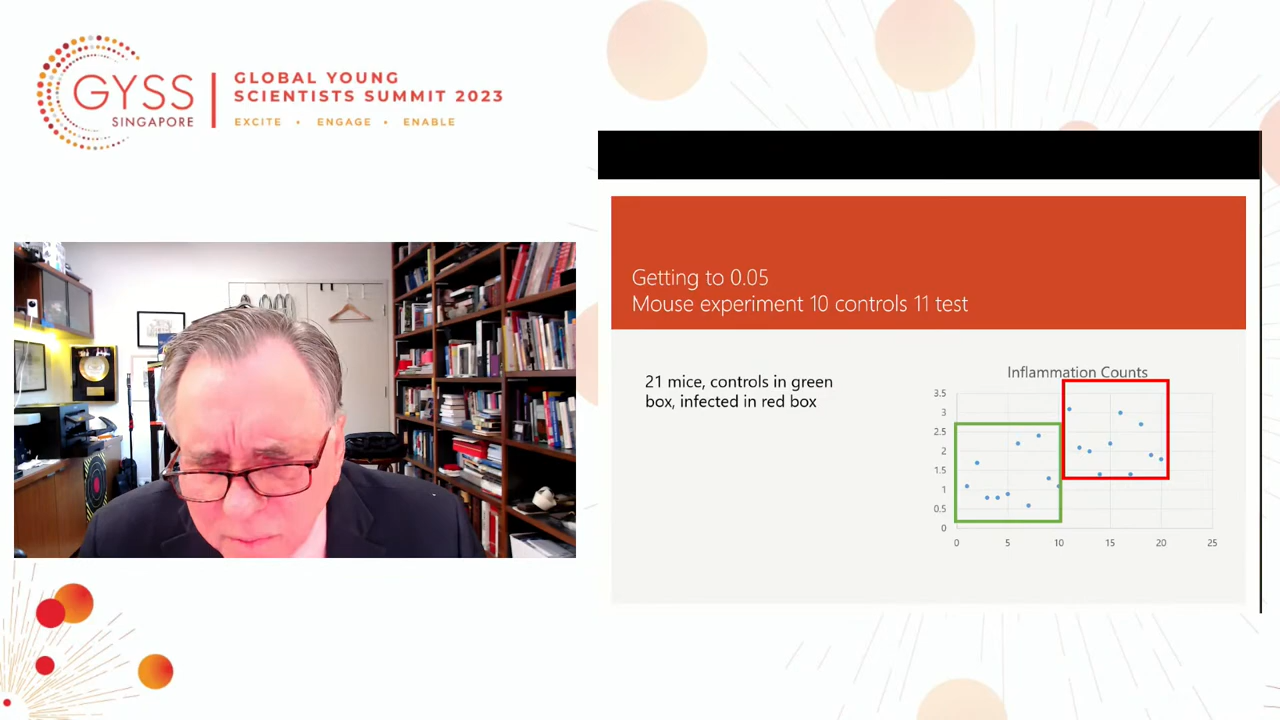 GYSS
SINGAPORE
GLOBAL YOUNG
SCIENTISTS SUMMIT 2023
EXCITE • ENGAGE • ENABLE
Getting to 0.05
Mouse experiment 10 controls 11 test
21 mice, controls in green
box, infected in red box
Inflammation Counts
3.5
3
2.5
2
1.5
1
0.5
0
0 5 10 15 20 25